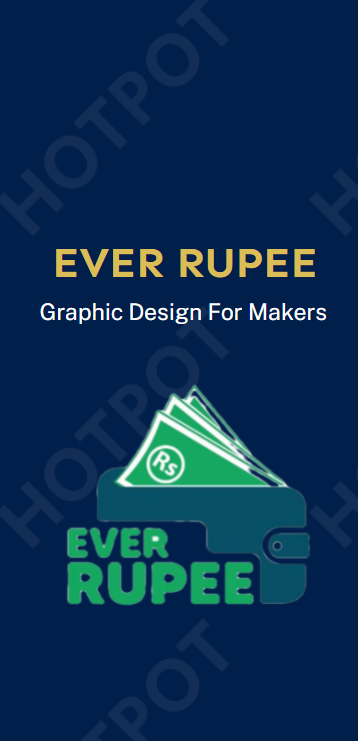 HOTPOT
H
EVER RUPEE
Graphic Design For Makers
HOTPOT
H
Rs
EVER
RUPEE
HOTPOT